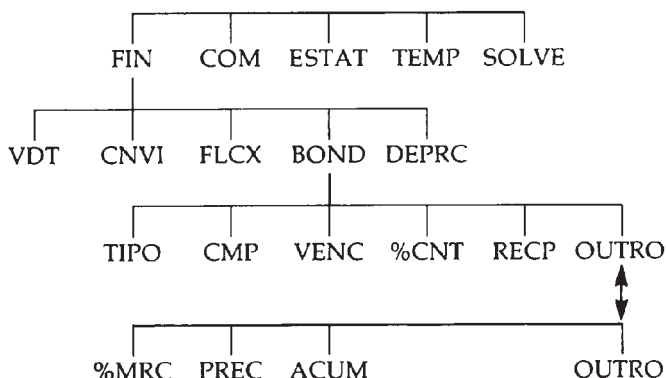 FIN COM ESTAT TEMP SOLVE
VDT CNVI FLCX BOND DEPRC
TIPO CMP VENC %CNT RECP OUTRO
%MRC PREC ACUM OUTRO